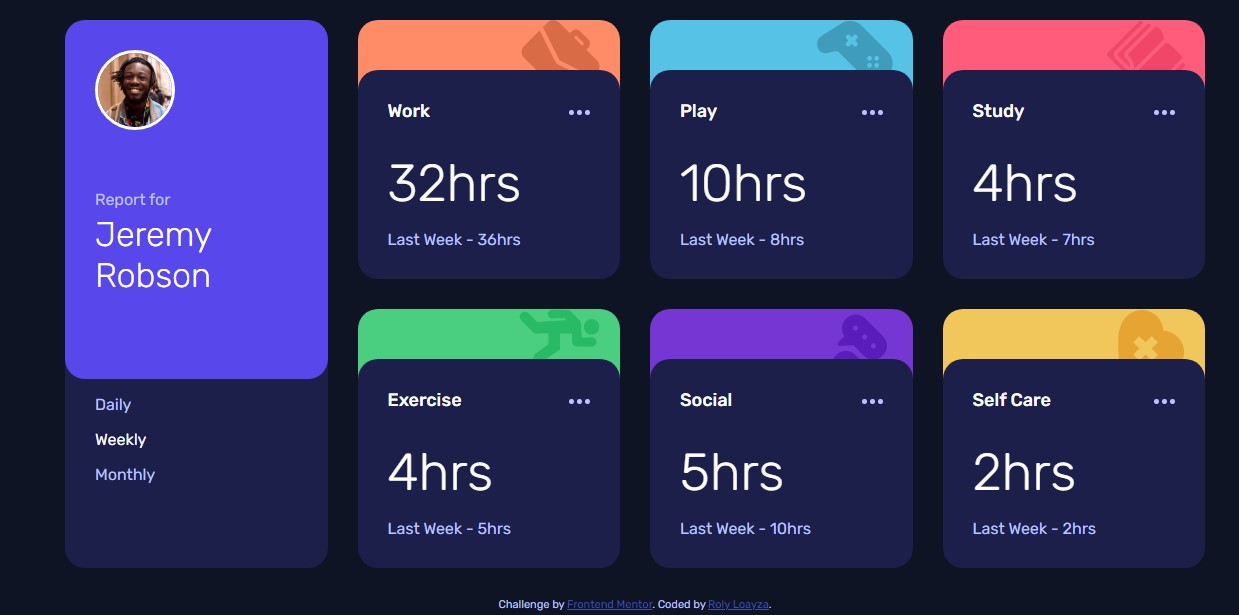 Report for
Jeremy
Robson
Daily
Weekly
Monthly
Work
32hrs
Last Week - 36hrs
Play
10hrs
Last Week - 8hrs
Study
4hrs
Last Week - 7hrs
Exercise
4hrs
Last Week - 5hrs
Social
5hrs
Last Week - 10hrs
Self Care
2hrs
Last Week - 2hrs
Challenge by Frontend Mentor. Coded by Roly Loayza.